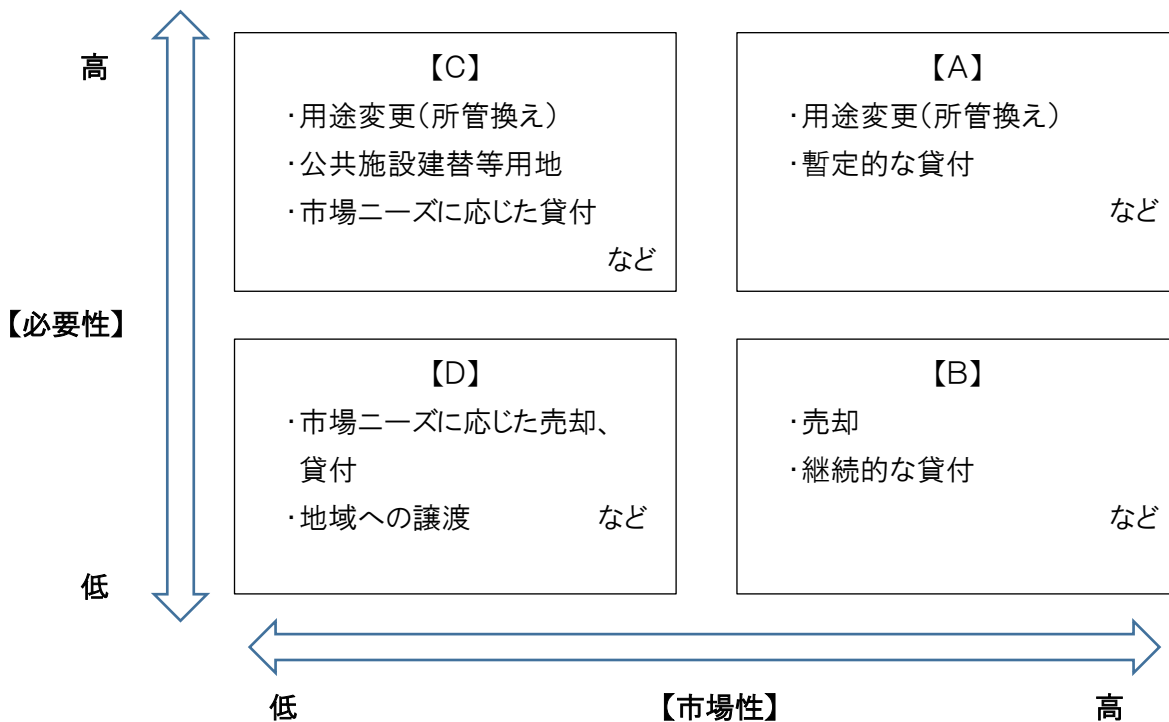 高
【C】
・用途変更（所管換え）
・公共施設建替等用地
・市場ニーズに応じた貸付
など
【A】
・用途変更（所管換え）
・暫定的な貸付
など
【必要性】
【D】
・市場ニーズに応じた売却、
貸付
・地域への譲渡　　　　など
【B】
・売却
・継続的な貸付
など
低
低　【市場性】　高